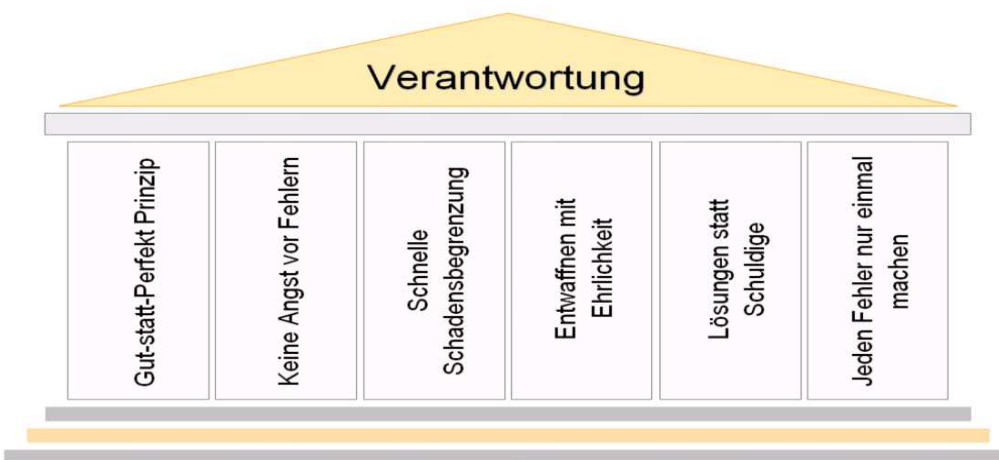 Verantwortung
Gut-statt-Perfekt Prinzip
Keine Angst vor Fehlern
Schnelle
Schadensbegrenzung
Entwaffnen mit
Ehrlichkeit
Lösungen statt
Schuldige
Jeden Fehler nur einmal
machen